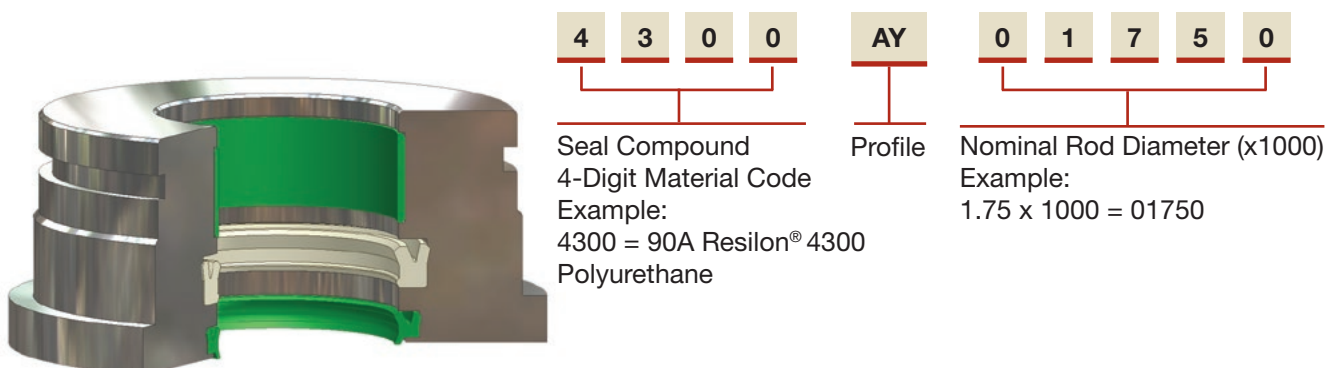 4 3 0 0 AY 0 1 7 5 0
Seal Compound
4-Digit Material Code
Example:
4300 = 90A Resilon® 4300
Polyurethane
Profile
Nominal Rod Diameter (x1000)
Example:
1.75 x 1000 = 01750